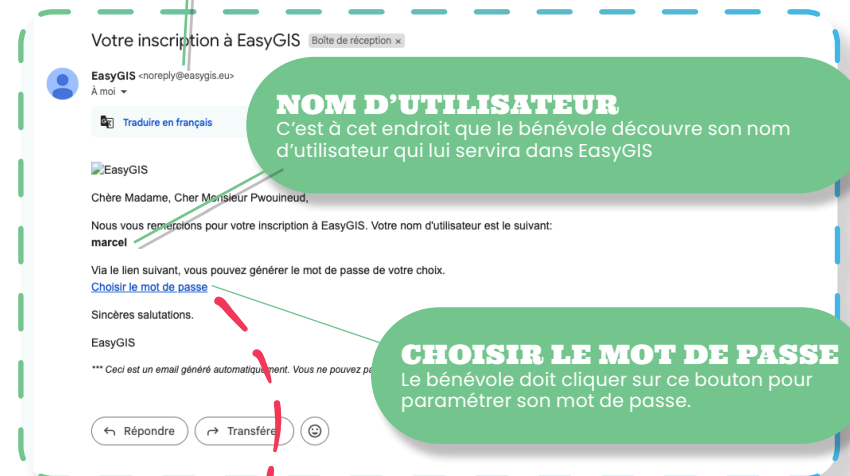 Votre inscription à EasyGIS Boîte de réception ×
EasyGIS <noreply@easygis.eu>
À moi
Traduire en français
NOM D'UTILISATEUR
C'est à cet endroit que le bénévole découvre son nom
d'utilisateur qui lui servira dans EasyGIS
EasyGIS
Chère Madame, Cher Monsieur Pwouineud,
Nous vous remercions pour votre inscription à EasyGIS. Votre nom d'utilisateur est le suivant:
marcel
Via le lien suivant, vous pouvez générer le mot de passe de votre choix.
Choisir le mot de passe
Sincères salutations.
EasyGIS
*** Ceci est un email généré automatiquement. Vous ne pouvez
CHOISIR LE MOT DE PASSE
Le bénévole doit cliquer sur ce bouton pour
paramétrer son mot de passe.
Répondre
Transférer